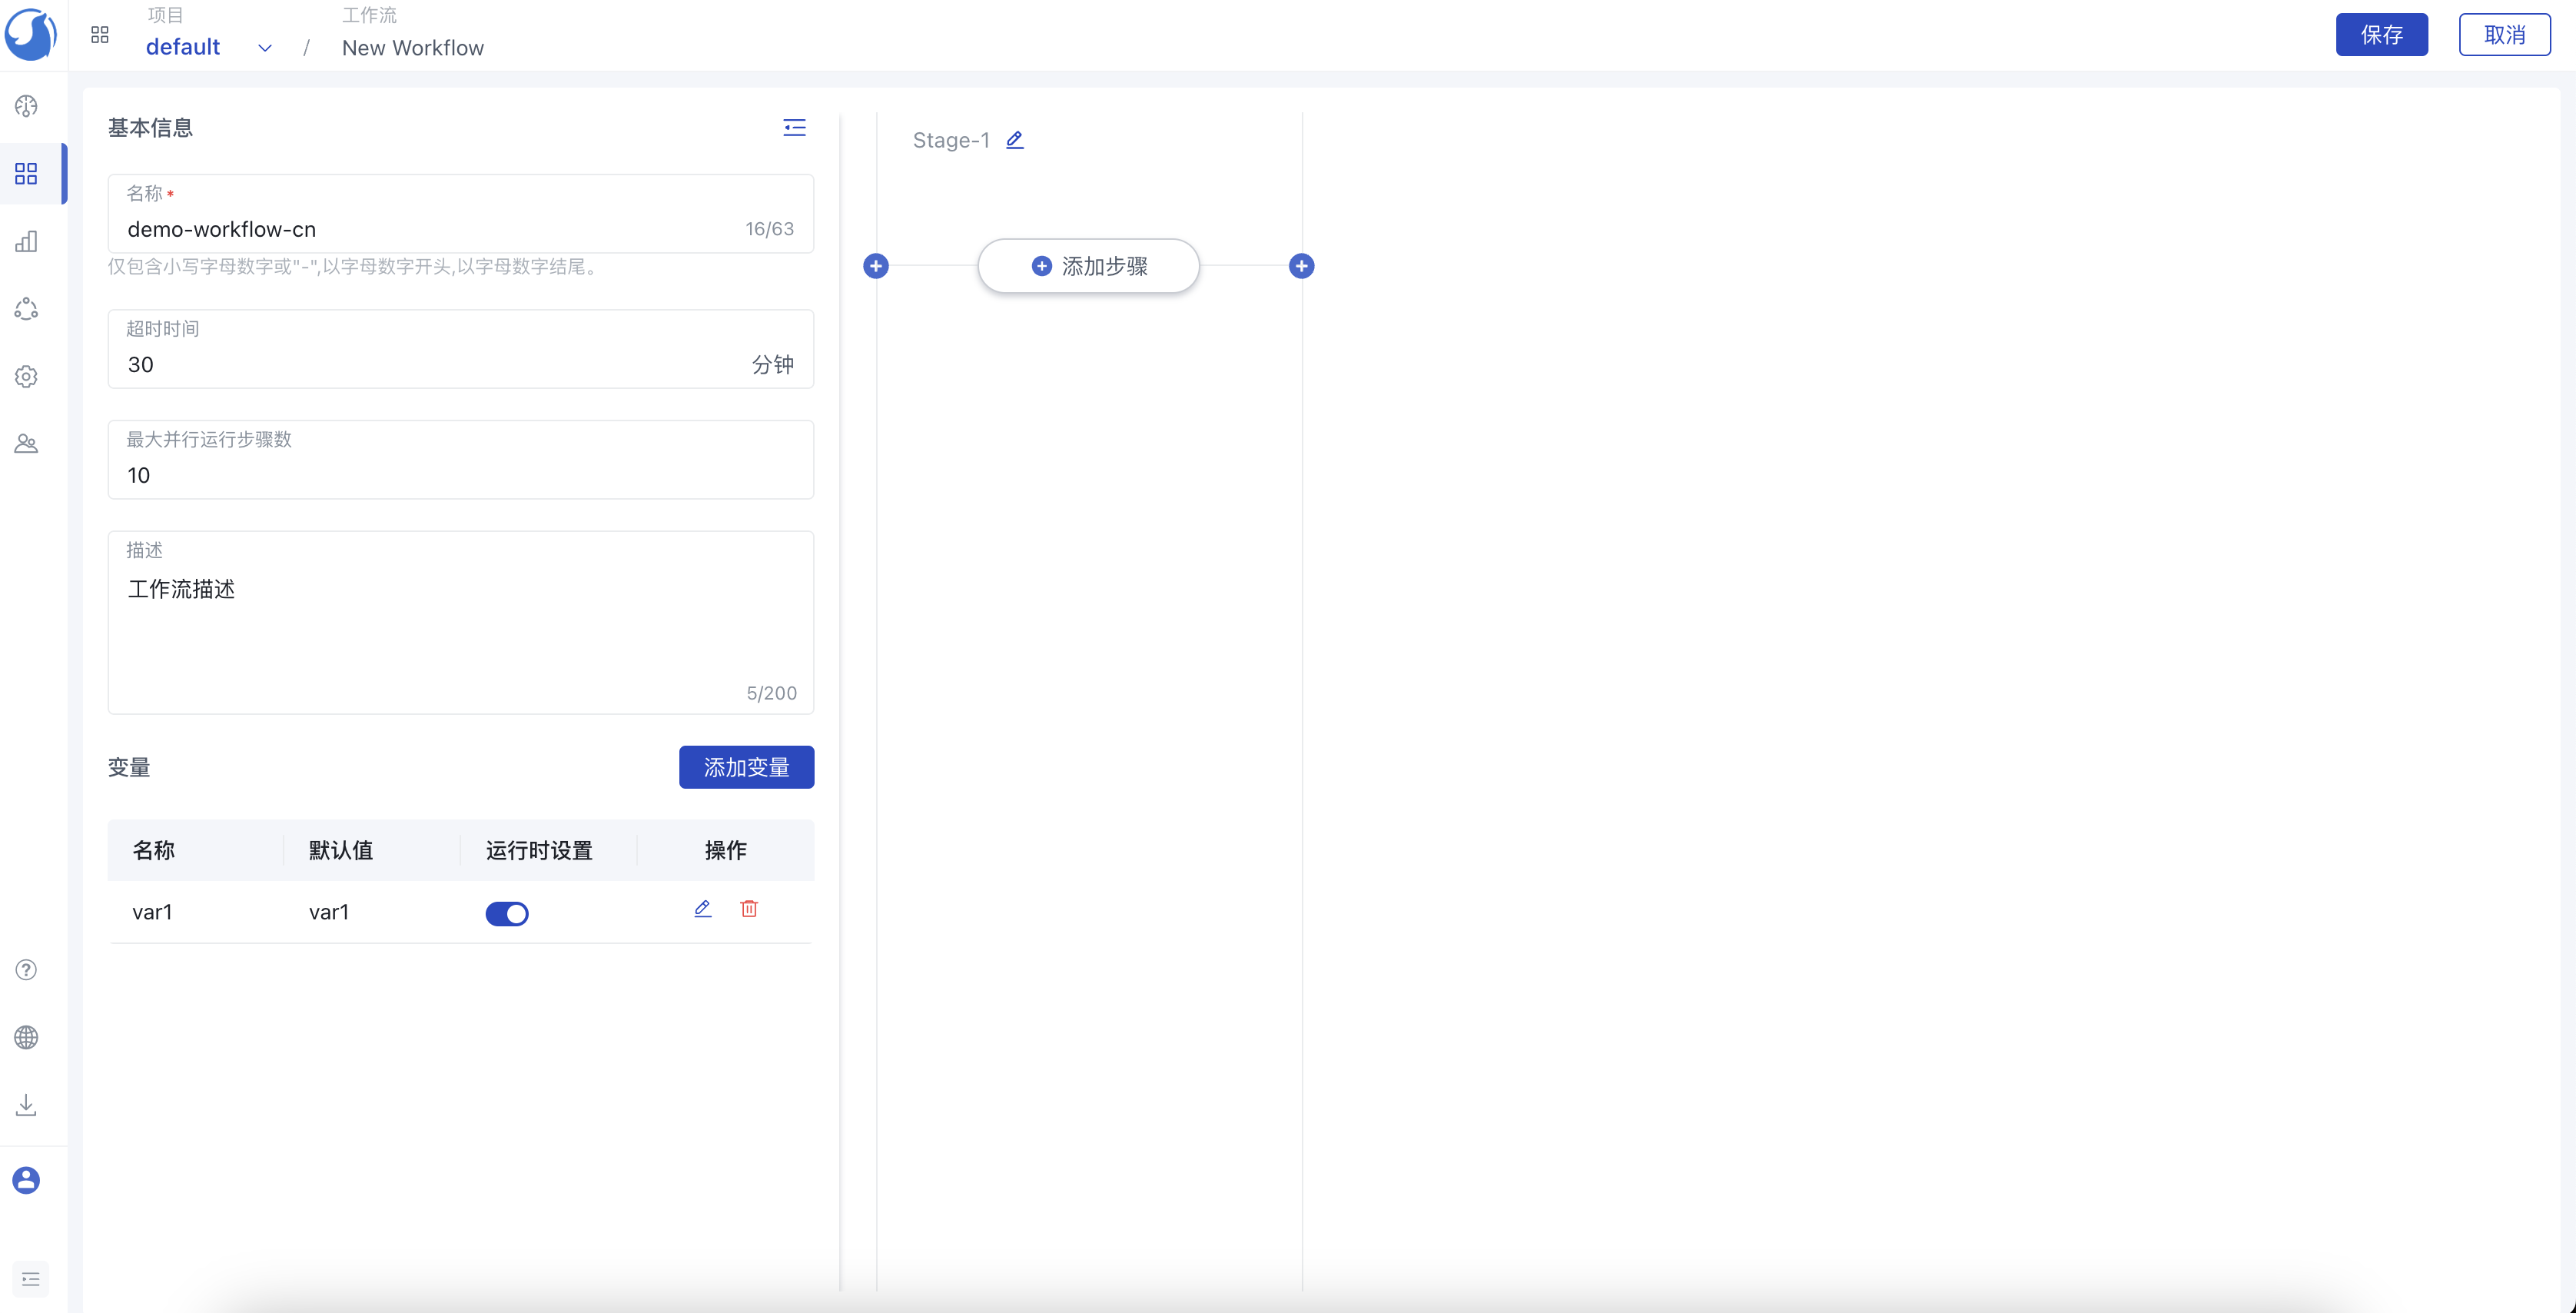 项目
default
/
工作流
New Workflow
保存
取消
基本信息
名称 *
demo-workflow-cn
16/63
仅包含小写字母数字或"-",以字母数字开头,以字母数字结尾。
超时时间
30
分钟
最大并行运行步骤数
10
描述
工作流描述
5/200
变量
添加变量
名称 默认值 运行时设置 操作
var1 var1
Stage-1
添加步骤